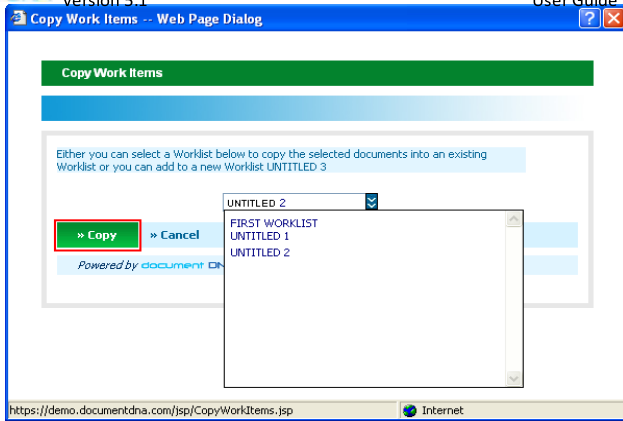 Version 5.1
User Guide
Copy Work Items -- Web Page Dialog
Copy Work Items
Either you can select a Worklist below to copy the selected documents into an existing
Worklist or you can add to a new Worklist UNTITLED 3
UNTITLED 2
FIRST WORKLIST
» Copy
» Cancel
UNTITLED 1
UNTITLED 2
Powered by document DN
https://demo.documentdna.com/jsp/CopyWorkItems.jsp
Internet